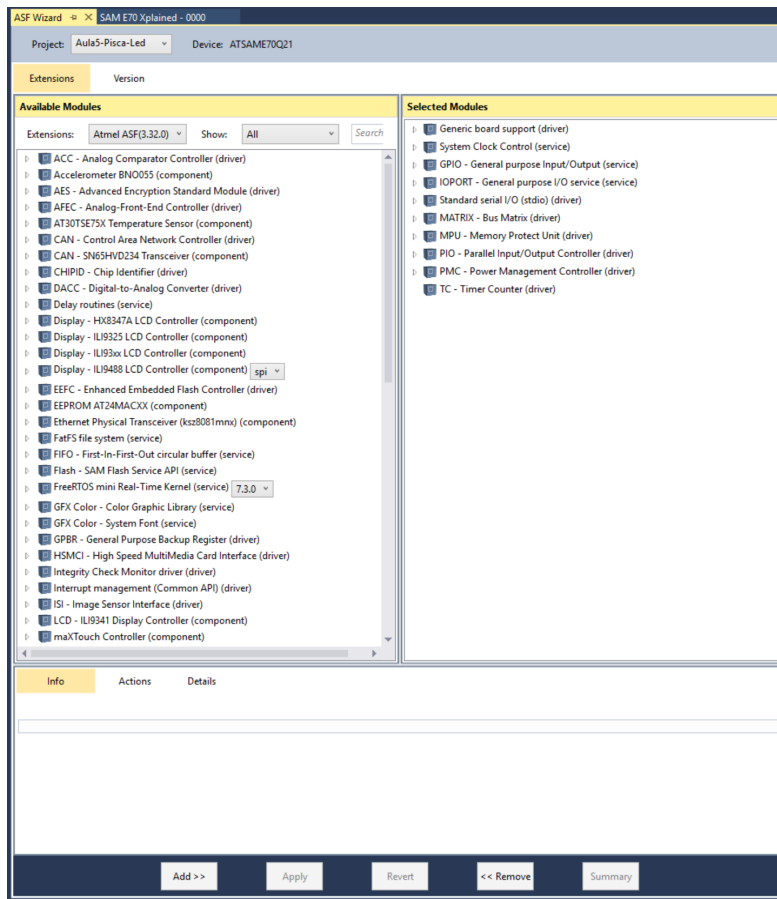 ASF Wizard SAM E70 Xplained - 0000
Project: Aula5-Pisca-Led Device: ATSAME70Q21
Extensions Version
Available Modules
Extensions: Atmel ASF(3.32.0) Show: All Search
ACC - Analog Comparator Controller (driver)
Accelerometer BNO055 (component)
AES - Advanced Encryption Standard Module (driver)
AFEC - Analog-Front-End Controller (driver)
AT30TSE75X Temperature Sensor (component)
CAN - Control Area Network Controller (driver)
CAN - SN65HVD234 Transceiver (component)
CHIPID - Chip Identifier (driver)
DACC - Digital-to-Analog Converter (driver)
Delay routines (service)
Display - HX8347A LCD Controller (component)
Display - ILI9325 LCD Controller (component)
Display - ILI93xx LCD Controller (component)
Display - ILI9488 LCD Controller (component) spi
EEFC - Enhanced Embedded Flash Controller (driver)
EEPROM AT24MACXX (component)
Ethernet Physical Transceiver (ksz8081mnx) (component)
FatFS file system (service)
FIFO - First-In-First-Out circular buffer (service)
Flash - SAM Flash Service API (service)
FreeRTOS mini Real-Time Kernel (service) 7.3.0
GFX Color - Color Graphic Library (service)
GFX Color - System Font (service)
GPBR - General Purpose Backup Register (driver)
HSMCI - High Speed MultiMedia Card Interface (driver)
Integrity Check Monitor driver (driver)
Interrupt management (Common API) (driver)
ISI - Image Sensor Interface (driver)
LCD - ILI9341 Display Controller (component)
maXTouch Controller (component)
Selected Modules
Generic board support (driver)
System Clock Control (service)
GPIO - General purpose Input/Output (service)
IOPORT - General purpose I/O service (service)
Standard serial I/O (stdio) (driver)
MATRIX - Bus Matrix (driver)
MPU - Memory Protect Unit (driver)
PIO - Parallel Input/Output Controller (driver)
PMC - Power Management Controller (driver)
TC - Timer Counter (driver)
Info Actions Details
Add >> Apply Revert << Remove Summary